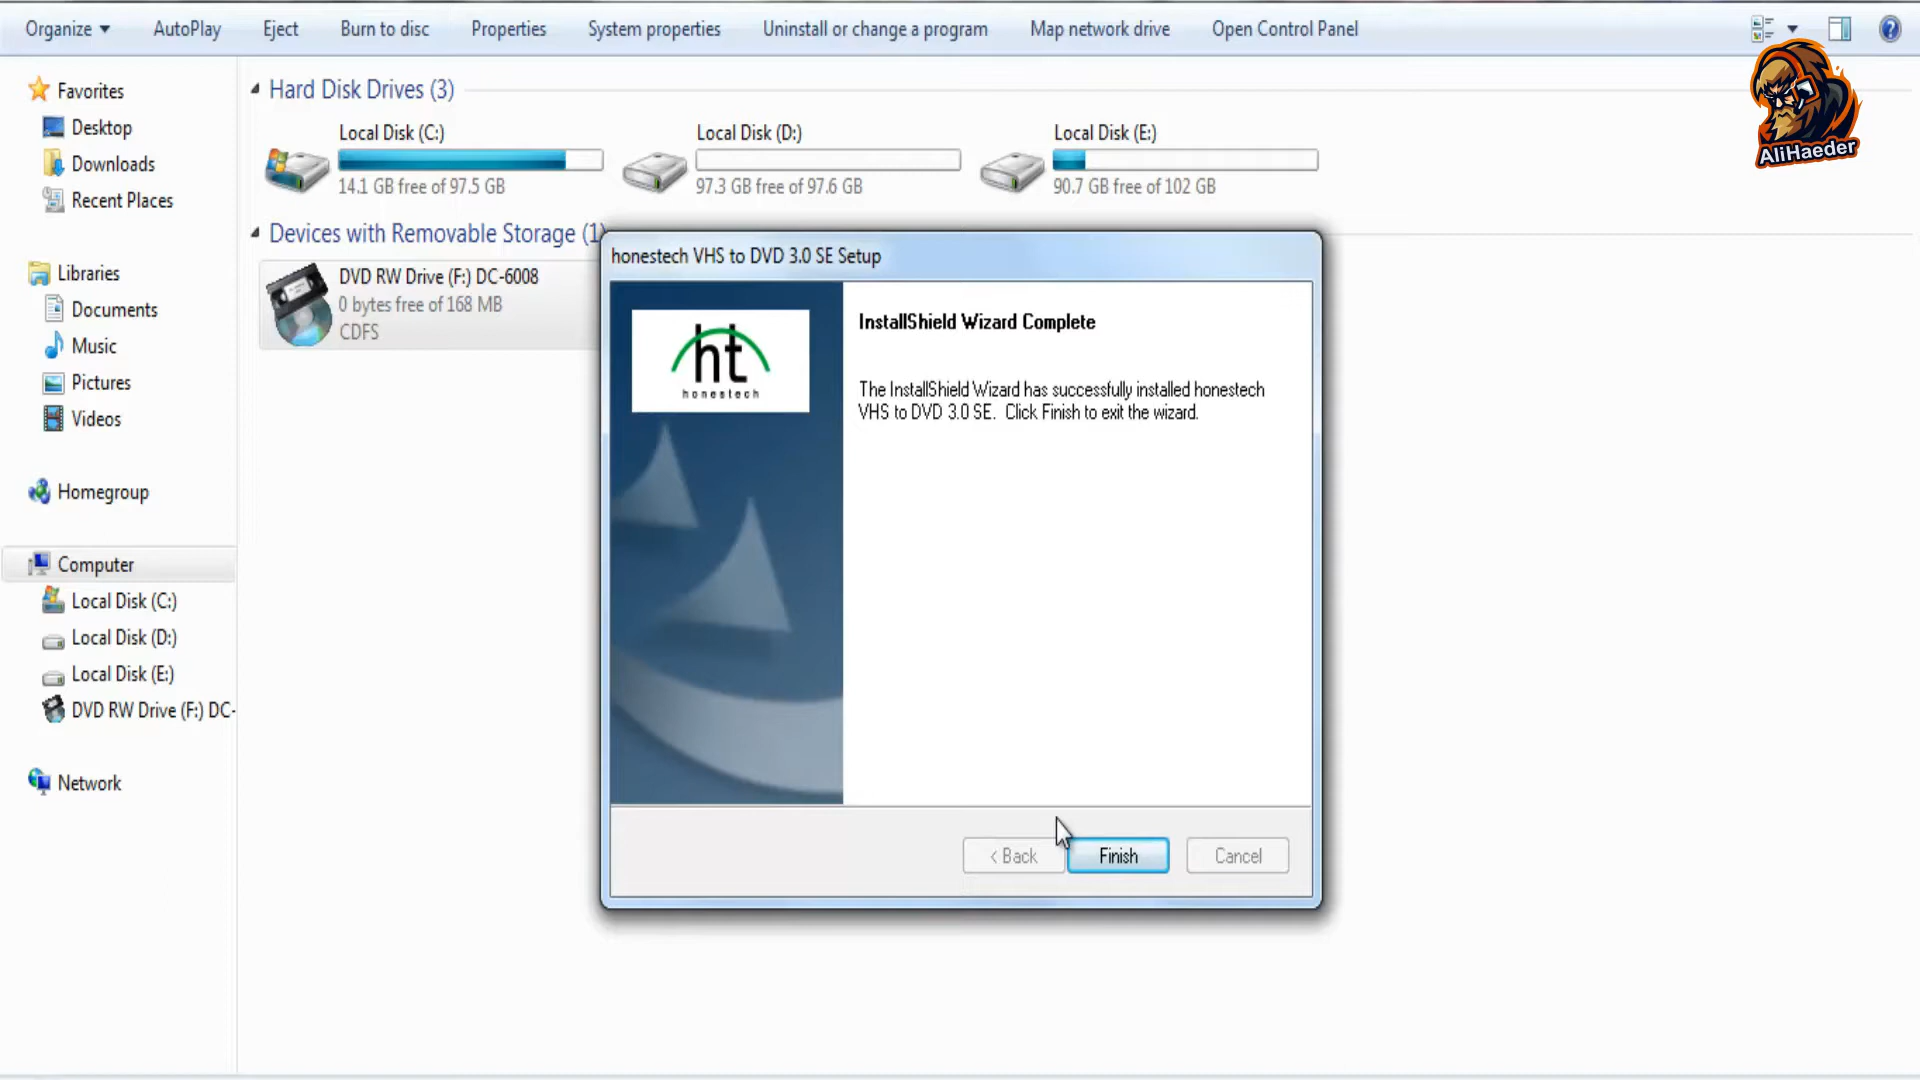 Organize
AutoPlay
Eject
Burn to disc
Properties
System properties
Uninstall or change a program
Map network drive
Open Control Panel
AliHaeder
Favorites
Desktop
Downloads
Recent Places
Libraries
Documents
Music
Pictures
Videos
Homegroup
Computer
Local Disk (C:)
Local Disk (D:)
Local Disk (E:)
DVD RW Drive (F:) DC-
Network
Hard Disk Drives (3)
Local Disk (C:)
14.1 GB free of 97.5 GB
Local Disk (D:)
97.3 GB free of 97.6 GB
Local Disk (E:)
90.7 GB free of 102 GB
Devices with Removable Storage (1)
DVD RW Drive (F:) DC-6008
0 bytes free of 168 MB
CDFS
honestech VHS to DVD 3.0 SE Setup
ht
honestech
InstallShield Wizard Complete
The InstallShield Wizard has successfully installed honestech
VHS to DVD 3.0 SE. Click Finish to exit the wizard.
< Back
Finish
Cancel